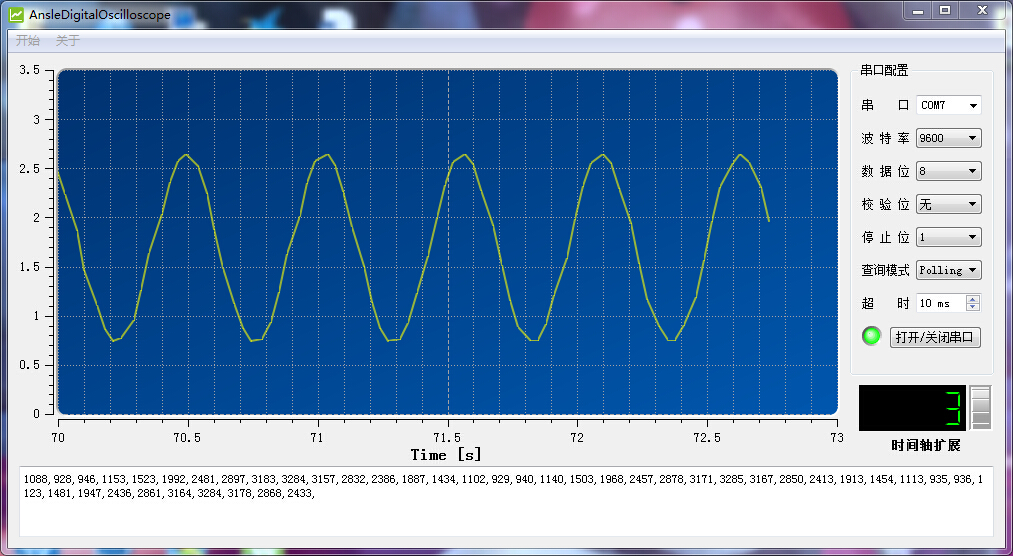 AnsleDigitalOscilloscope
开始 关于
3.5
3
2.5
2
1.5
1
0.5
0
70 70.5 71 71.5 72 72.5 73
Time [s]
串口配置
串 口 COM7
波 特 率 9600
数 据 位 8
校 验 位 无
停 止 位 1
查询模式 Polling
超 时 10 ms
打开/关闭串口
3
时间轴扩展
1088, 928, 946, 1153, 1523, 1992, 2481, 2897, 3183, 3284, 3157, 2832, 2386, 1887, 1434, 1102, 929, 940, 1140, 1503, 1968, 2457, 2878, 3171, 3285, 3167, 2850, 2413, 1913, 1454, 1113, 935, 936, 1
123, 1481, 1947, 2436, 2861, 3164, 3284, 3178, 2868, 2433,